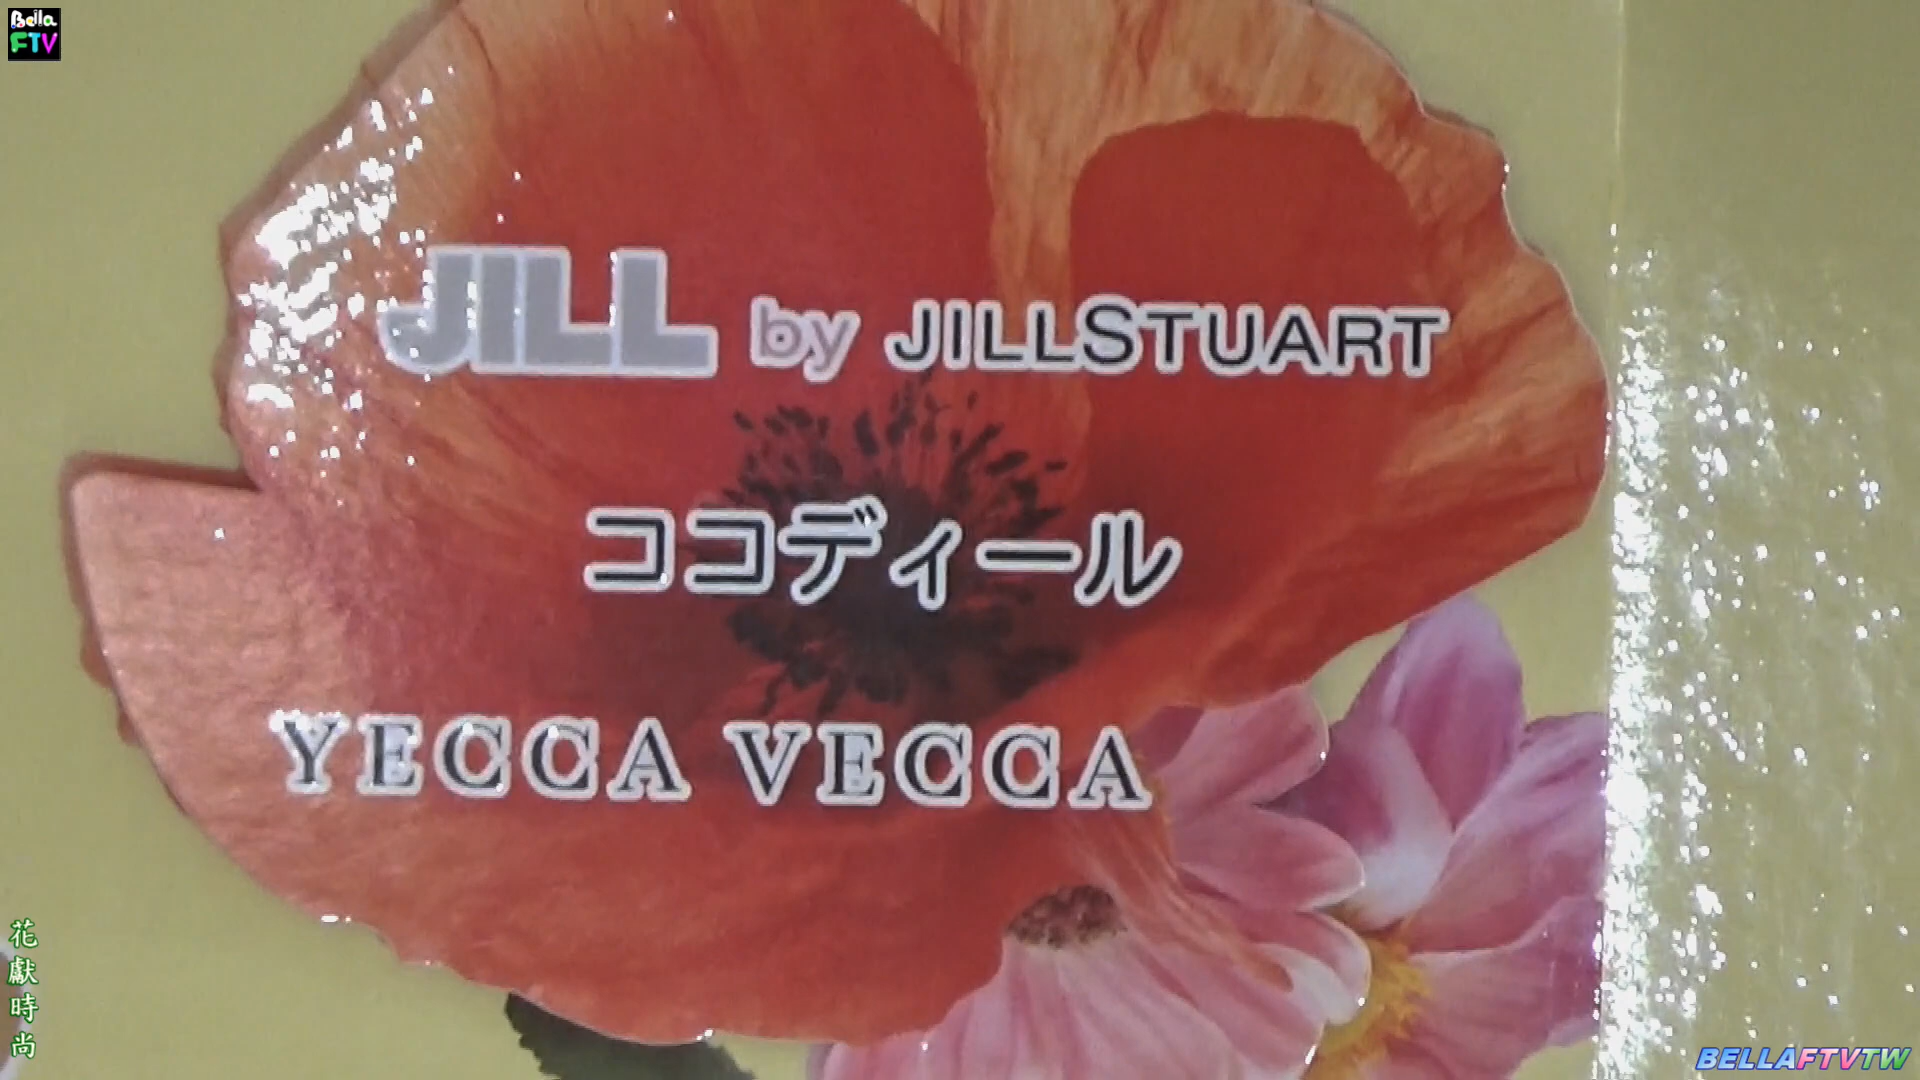 Bella
FTV
JILL by JILLSTUART
ココディール
YECCA VECCA
花獻時尚
BELLAFTVTW